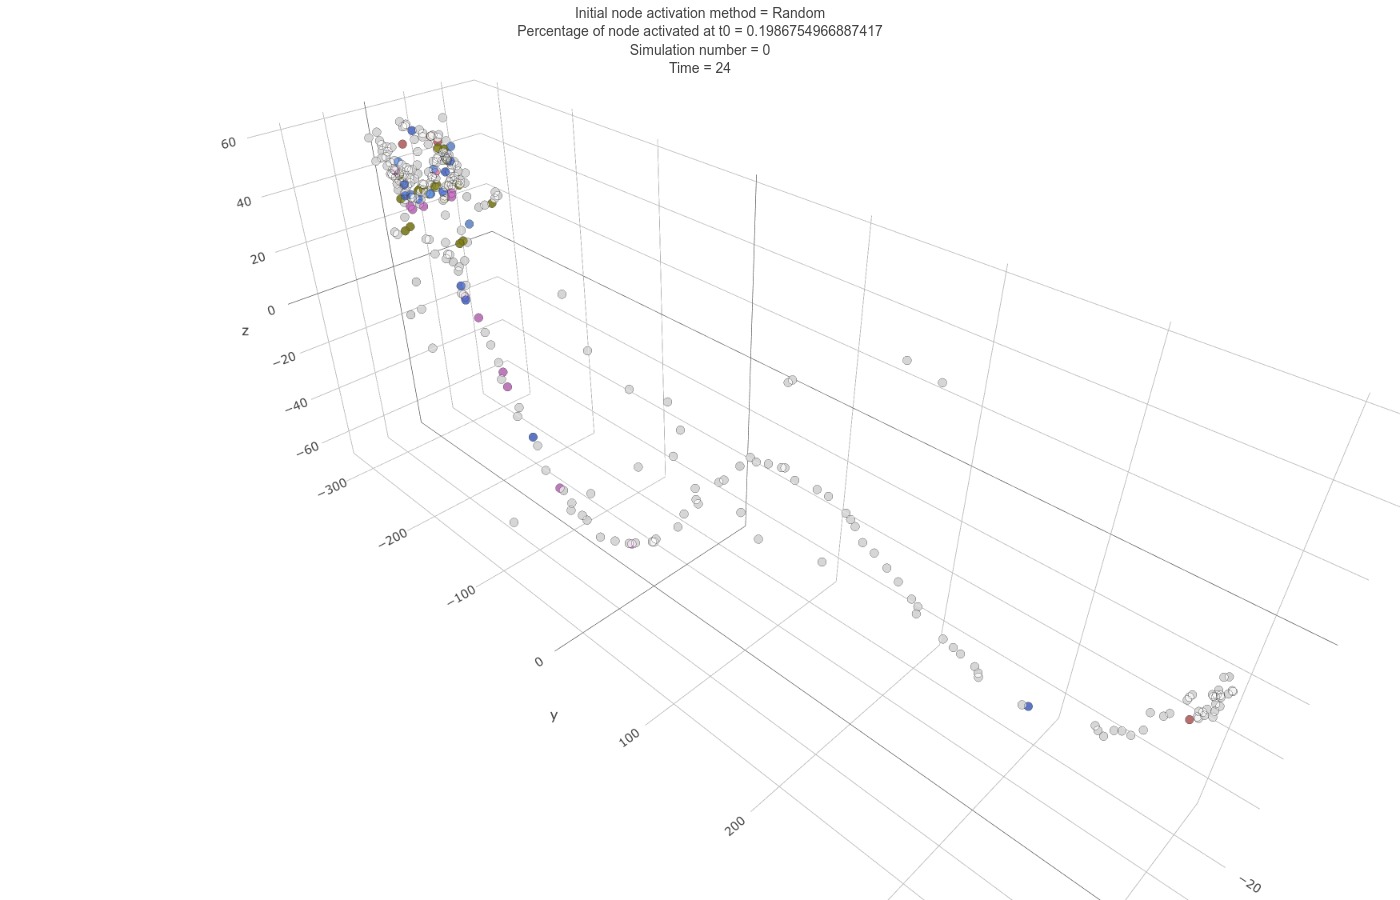 Initial node activation method = Random
Percentage of node activated at t0 = 0.1986754966887417
Simulation number = 0
Time = 24
60
40
20
0
z
−20
−40
−60
−300
−200
−100
0
y
100
200
−20